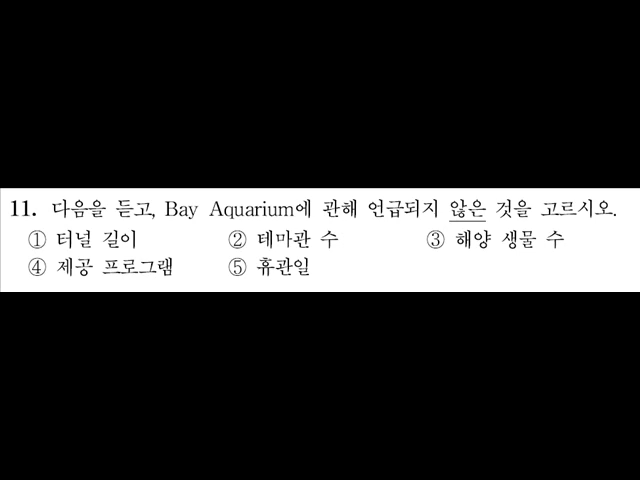 11. 다음을 듣고, Bay Aquarium에 관해 언급되지 않은 것을 고르시오.
① 터널 길이 ② 테마관 수 ③ 해양 생물 수
④ 제공 프로그램 ⑤ 휴관일